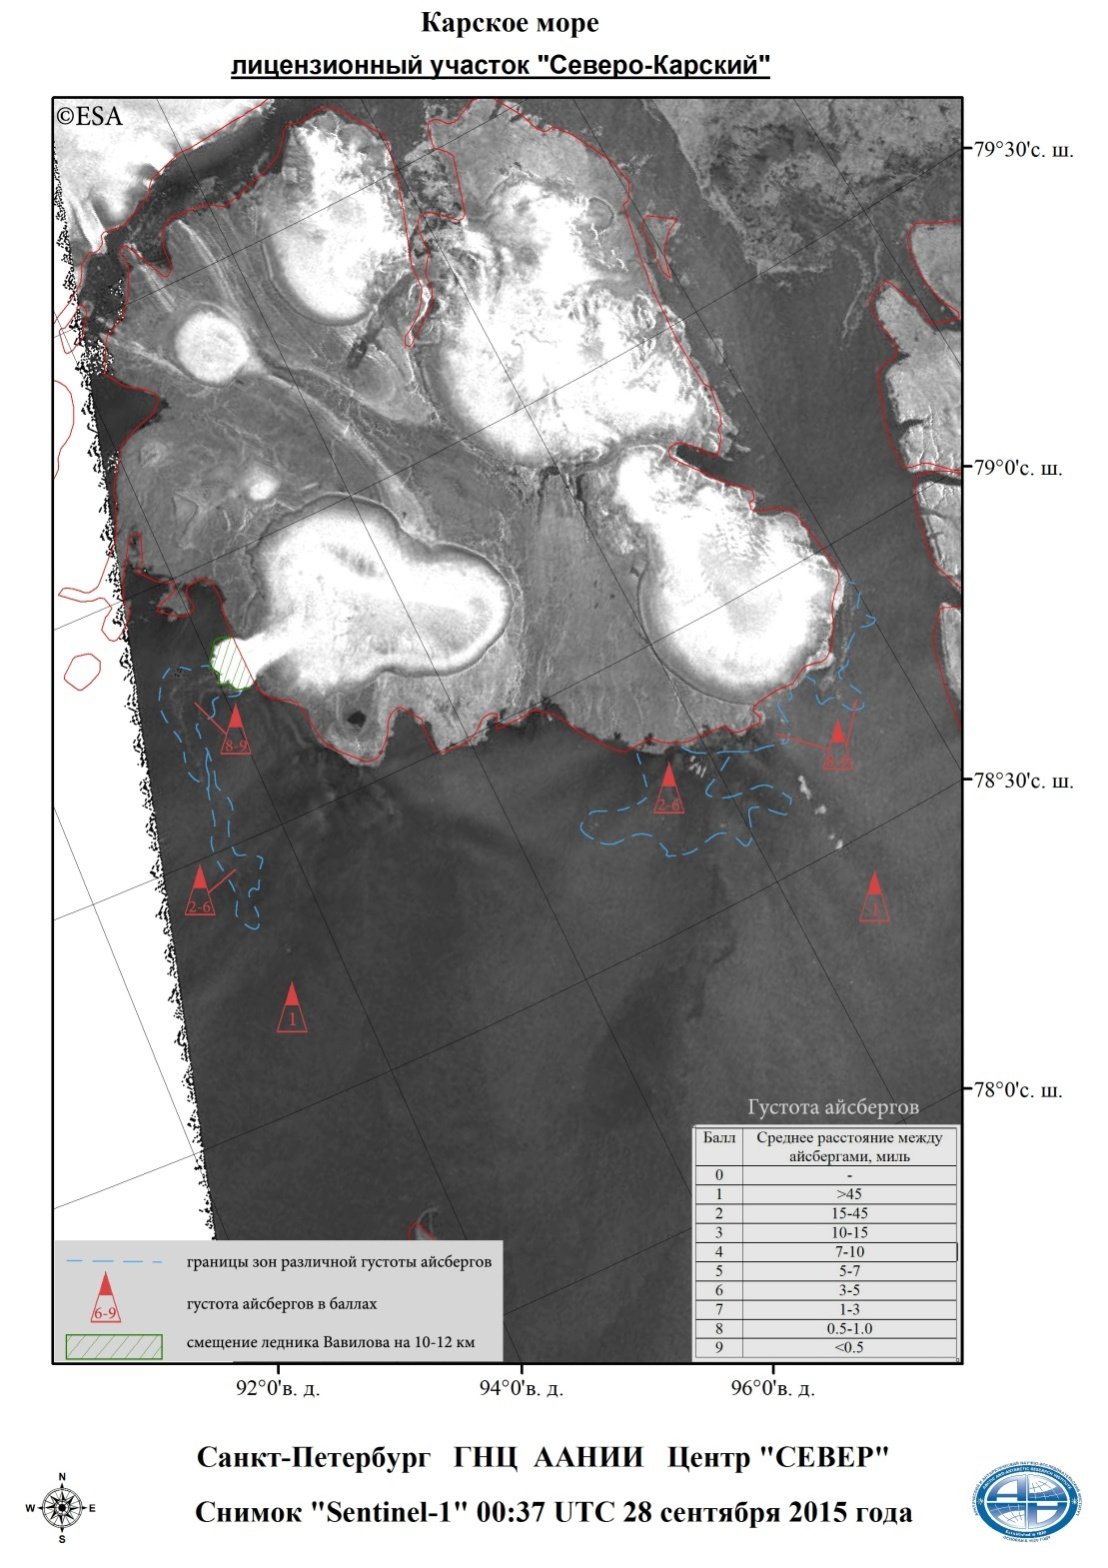 Карское море
лицензионный участок "Северо-Карский"
©ESA
79°30'с. ш.
79°0'с. ш.
8-9
2-6
78°30'с. ш.
2-6
1
1
78°0'с. ш.
Густота айсбергов
Балл Среднее расстояние между айсбергами, миль
0 -
1 >45
2 15-45
3 10-15
4 7-10
5 5-7
6 3-5
7 1-3
8 0.5-1.0
9 <0.5
границы зон различной густоты айсбергов
6-9
густота айсбергов в баллах
смещение ледника Вавилова на 10-12 км
92°0'в. д. 94°0'в. д. 96°0'в. д.
Санкт-Петербург ГНЦ ААНИИ Центр "СЕВЕР"
Снимок "Sentinel-1" 00:37 UTC 28 сентября 2015 года
N
W E
S